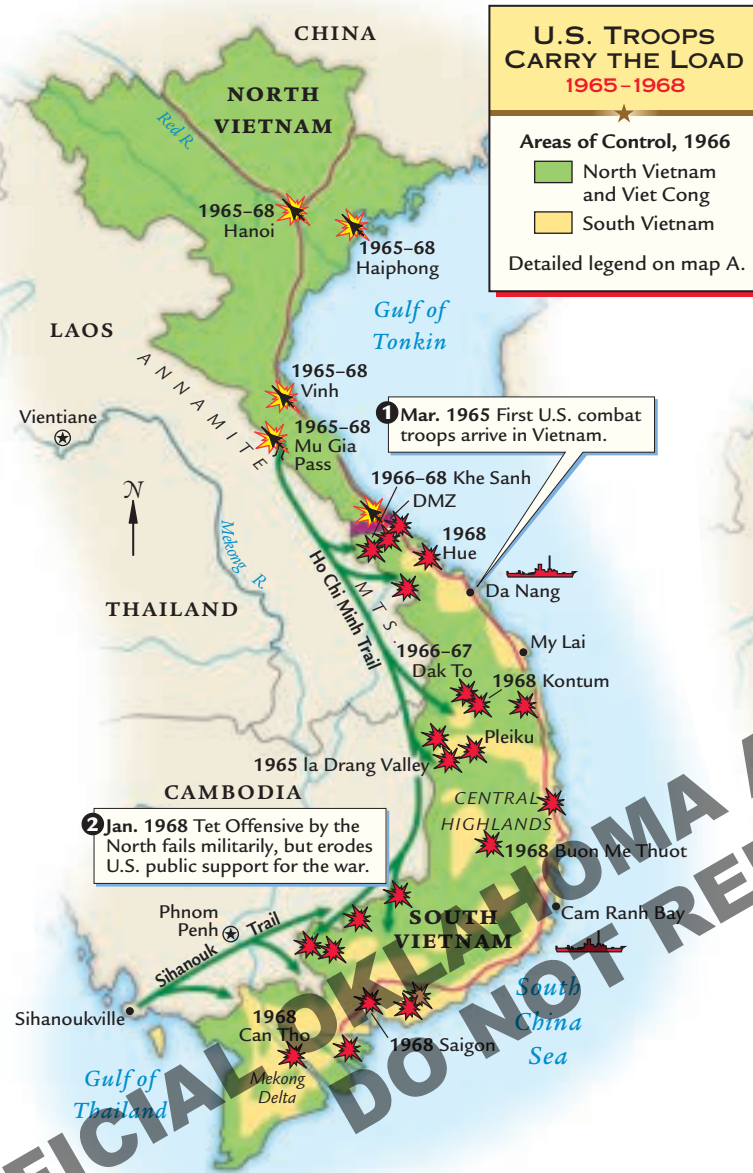 U.S. TROOPS
CARRY THE LOAD
1965–1968
Areas of Control, 1966
North Vietnam
and Viet Cong
South Vietnam
Detailed legend on map A.
CHINA
NORTH
VIETNAM
Red R.
1965–68
Hanoi
1965–68
Haiphong
Gulf of
Tonkin
LAOS
ANNAMITE
MTS.
1965–68
Vinh
Vientiane
1965–68
Mu Gia
Pass
1 Mar. 1965 First U.S. combat
troops arrive in Vietnam.
N
1966–68 Khe Sanh
DMZ
1968
Hue
Mekong R.
Ho Chi Minh Trail
Da Nang
THAILAND
My Lai
1966–67
Dak To
1968 Kontum
Pleiku
1965 Ia Drang Valley
CAMBODIA
CENTRAL
HIGHLANDS
2 Jan. 1968 Tet Offensive by the
North fails militarily, but erodes
U.S. public support for the war.
1968 Buon Me Thuot
Phnom
Penh
Sihanouk Trail
SOUTH
VIETNAM
Cam Ranh Bay
Sihanoukville
South
China
Sea
1968
Can Tho
1968 Saigon
Mekong
Delta
Gulf of
Thailand
OKLAHOMA
DO NOT